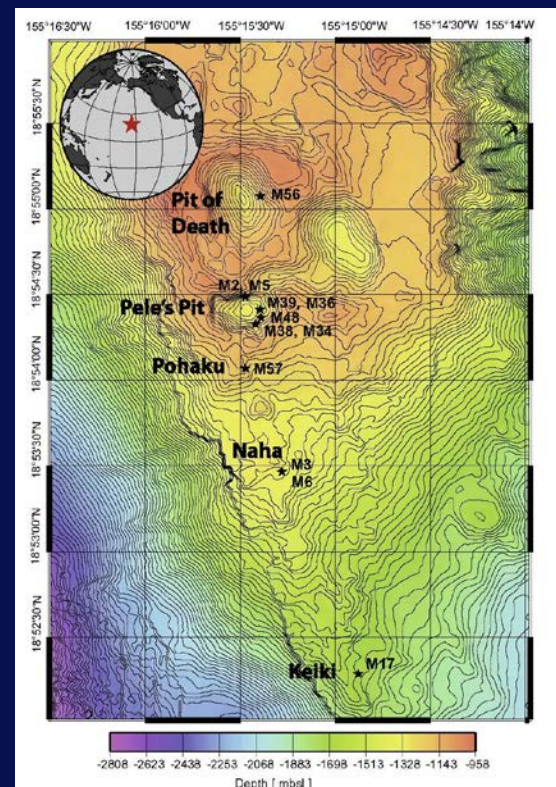 155°16'30"W 155°16'00"W 155°15'30"W 155°15'00"W 155°14'30"W 155°14'W
18°55'30"N
18°55'00"N
18°54'30"N
18°54'00"N
18°53'30"N
18°53'00"N
18°52'30"N
Pit of
Death
M56
M2, M5
Pele's Pit
M39, M36
M48
M38, M34
Pohaku
M57
Naha
M3
M6
Keiki
M17
-2808 -2623 -2438 -2253 -2068 -1883 -1698 -1513 -1328 -1143 -958
Depth [ mbsl ]